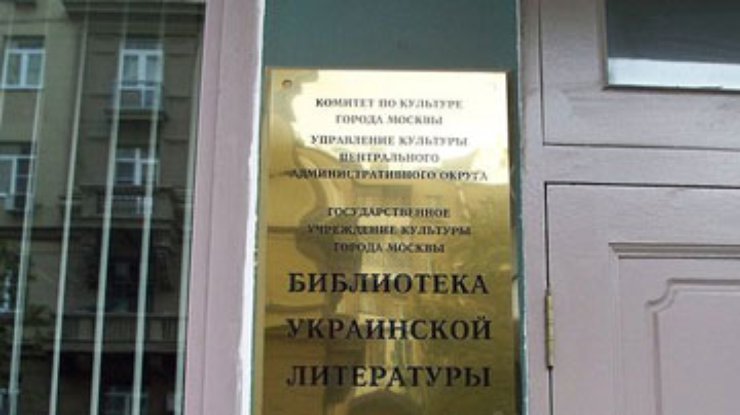 КОМИТЕТ ПО КУЛЬТУРЕ
ГОРОДА МОСКВЫ
УПРАВЛЕНИЕ КУЛЬТУРЫ
ЦЕНТРАЛЬНОГО
АДМИНИСТРАТИВНОГО ОКРУГА
ГОСУДАРСТВЕННОЕ
УЧРЕЖДЕНИЕ КУЛЬТУРЫ
ГОРОДА МОСКВЫ
БИБЛИОТЕКА
УКРАИНСКОЙ
ЛИТЕРАТУРЫ